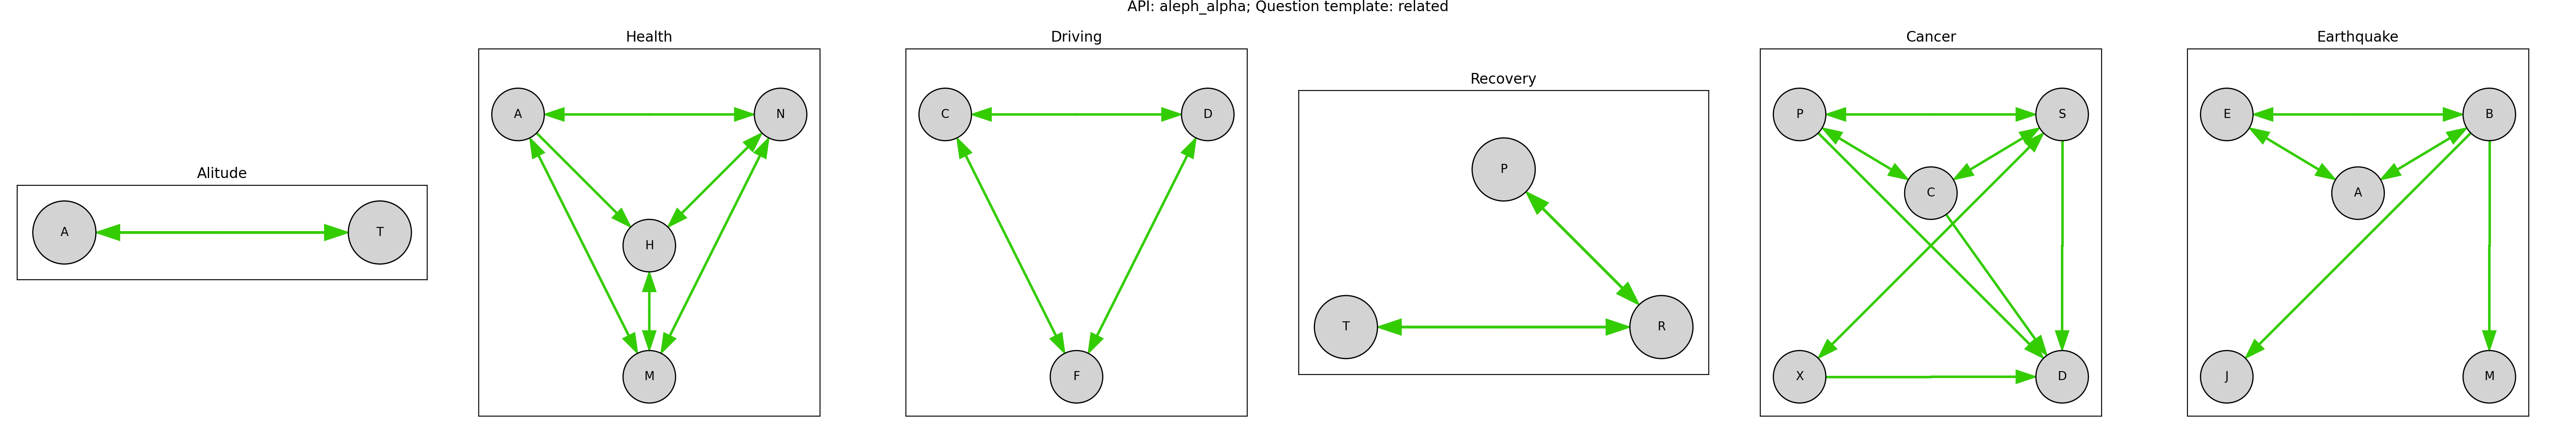 API: aleph_alpha; Question template: related
Alitude
A
T
Health
A
N
H
M
Driving
C
D
F
Recovery
P
T
R
Cancer
P
S
C
X
D
Earthquake
E
B
A
J
M